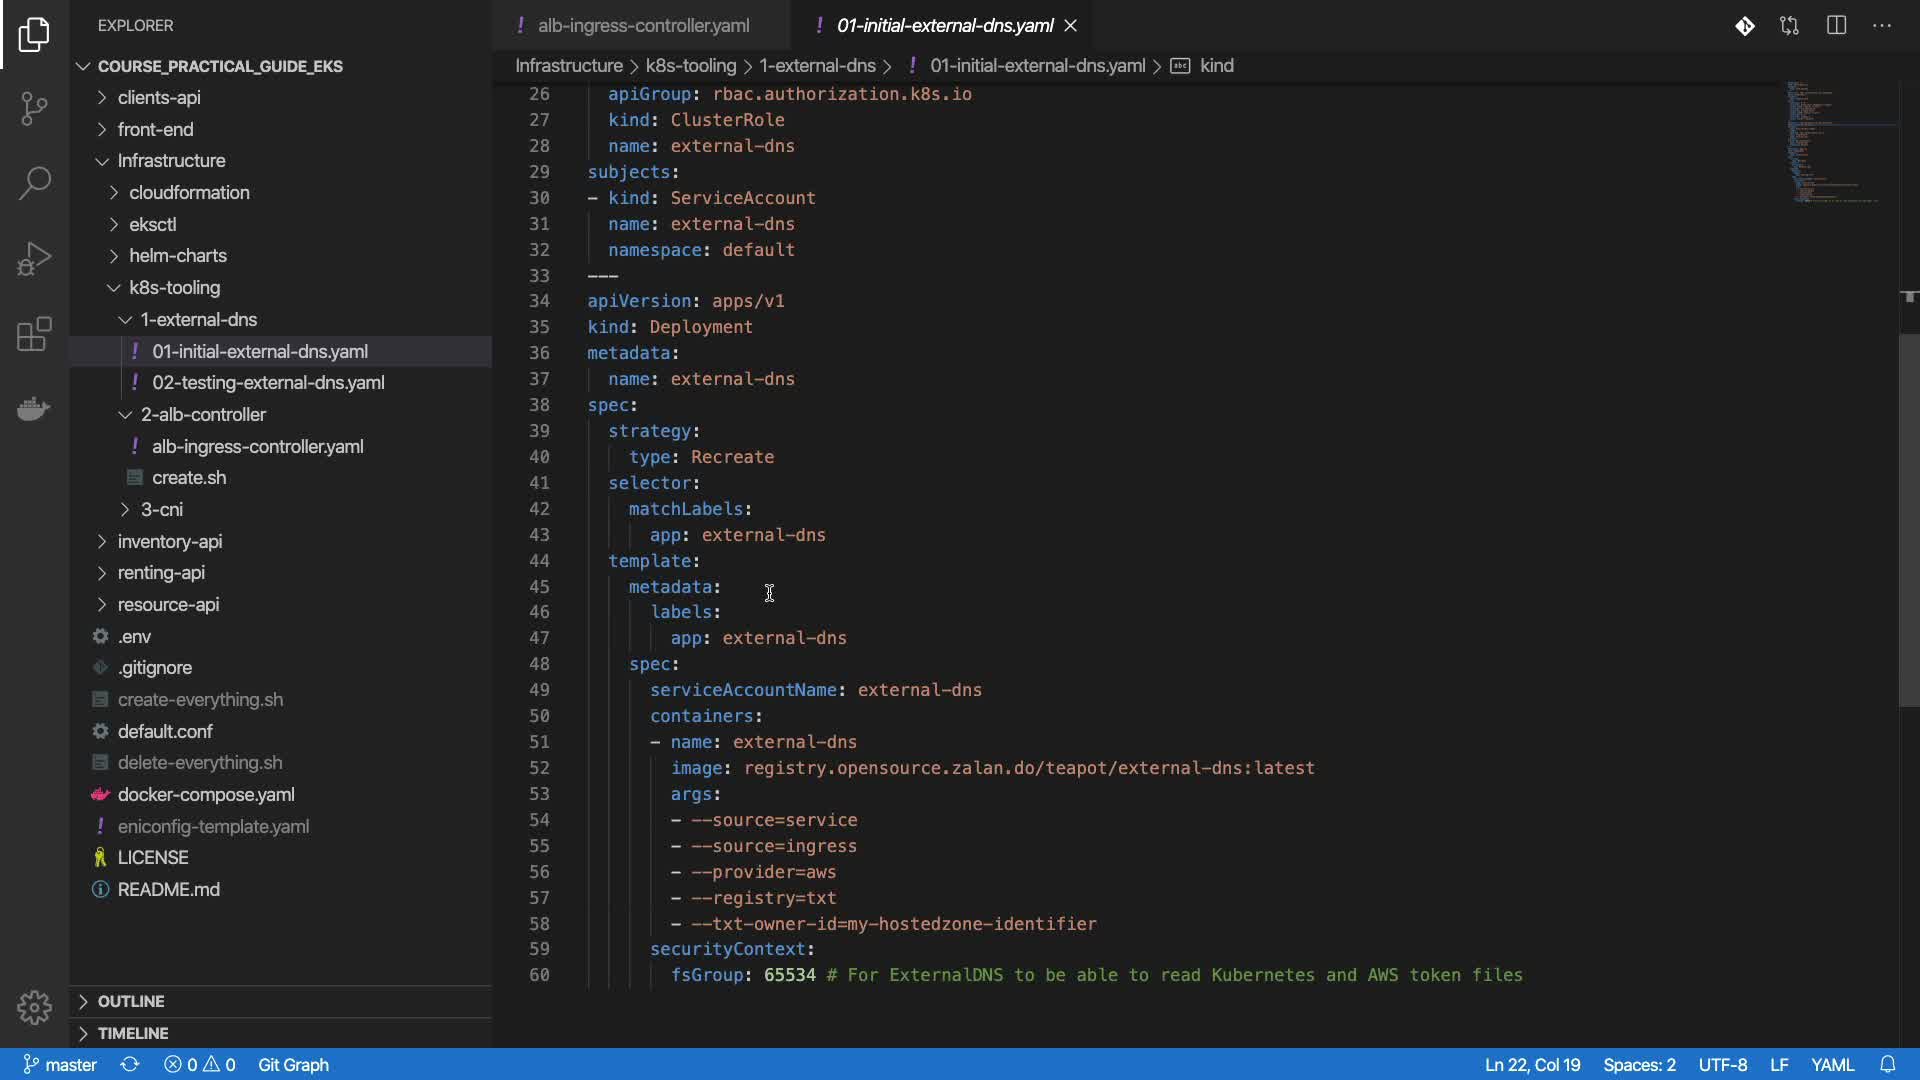 EXPLORER
COURSE_PRACTICAL_GUIDE_EKS
clients-api
front-end
Infrastructure
cloudformation
eksctl
helm-charts
k8s-tooling
1-external-dns
! 01-initial-external-dns.yaml
! 02-testing-external-dns.yaml
2-alb-controller
! alb-ingress-controller.yaml
create.sh
3-cni
inventory-api
renting-api
resource-api
.env
.gitignore
create-everything.sh
default.conf
delete-everything.sh
docker-compose.yaml
! eniconfig-template.yaml
LICENSE
README.md
OUTLINE
TIMELINE
! alb-ingress-controller.yaml ! 01-initial-external-dns.yaml
Infrastructure > k8s-tooling > 1-external-dns > ! 01-initial-external-dns.yaml > abc kind
26 apiGroup: rbac.authorization.k8s.io
27 kind: ClusterRole
28 name: external-dns
29 subjects:
30 - kind: ServiceAccount
31 name: external-dns
32 namespace: default
33 ---
34 apiVersion: apps/v1
35 kind: Deployment
36 metadata:
37 name: external-dns
38 spec:
39 strategy:
40 type: Recreate
41 selector:
42 matchLabels:
43 app: external-dns
44 template:
45 metadata:
46 labels:
47 app: external-dns
48 spec:
49 serviceAccountName: external-dns
50 containers:
51 - name: external-dns
52 image: registry.opensource.zalan.do/teapot/external-dns:latest
53 args:
54 - --source=service
55 - --source=ingress
56 - --provider=aws
57 - --registry=txt
58 - --txt-owner-id=my-hostedzone-identifier
59 securityContext:
60 fsGroup: 65534 # For ExternalDNS to be able to read Kubernetes and AWS token files
master 0 0 Git Graph Ln 22, Col 19 Spaces: 2 UTF-8 LF YAML